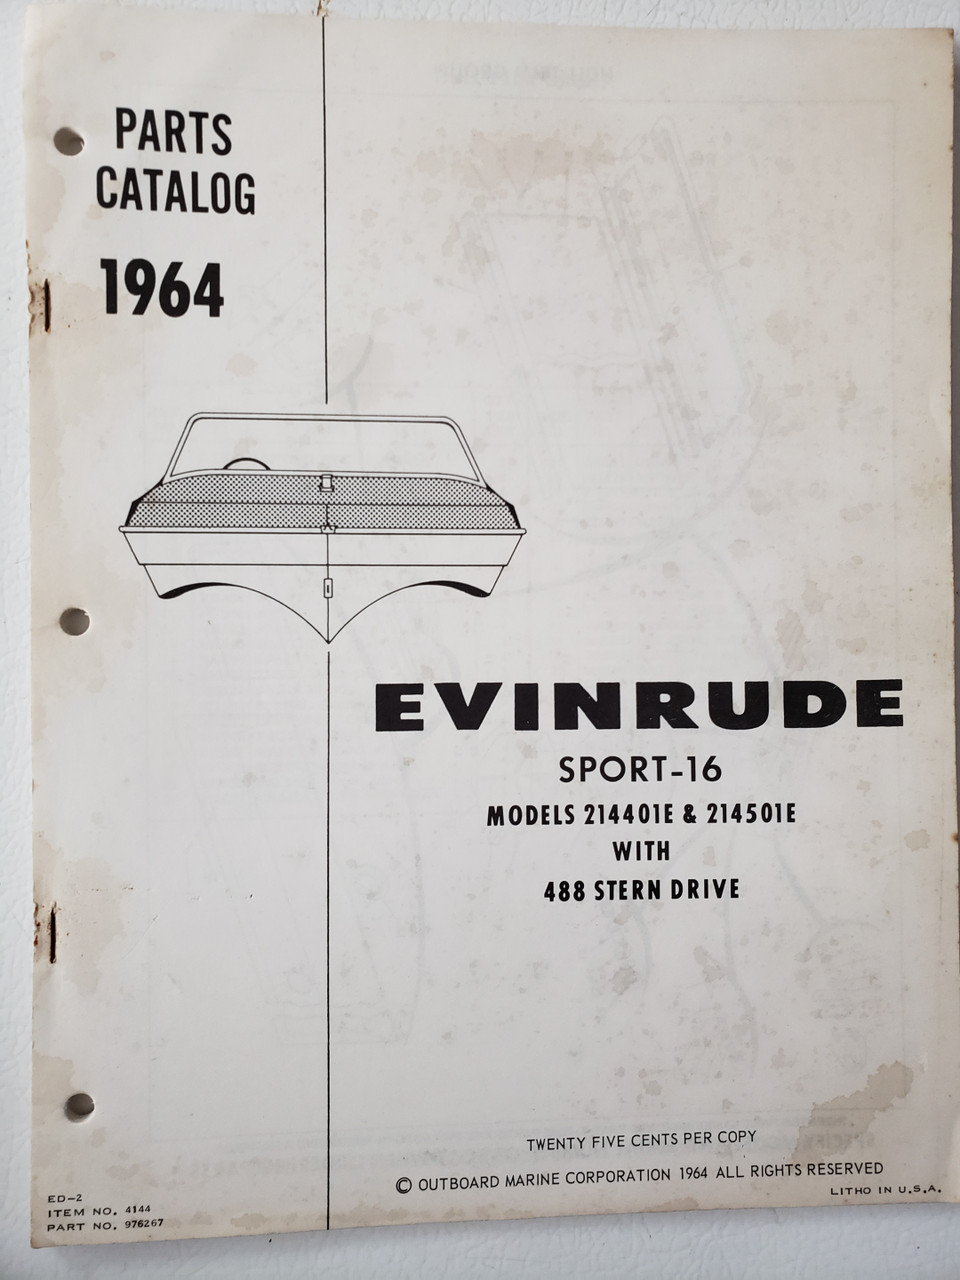 PARTS
CATALOG
1964
EVINRUDE
SPORT-16
MODELS 214401E & 214501E
WITH
488 STERN DRIVE
TWENTY FIVE CENTS PER COPY
© OUTBOARD MARINE CORPORATION 1964 ALL RIGHTS RESERVED
LITHO IN U.S.A.
ED-2
ITEM NO. 4144
PART NO. 976267